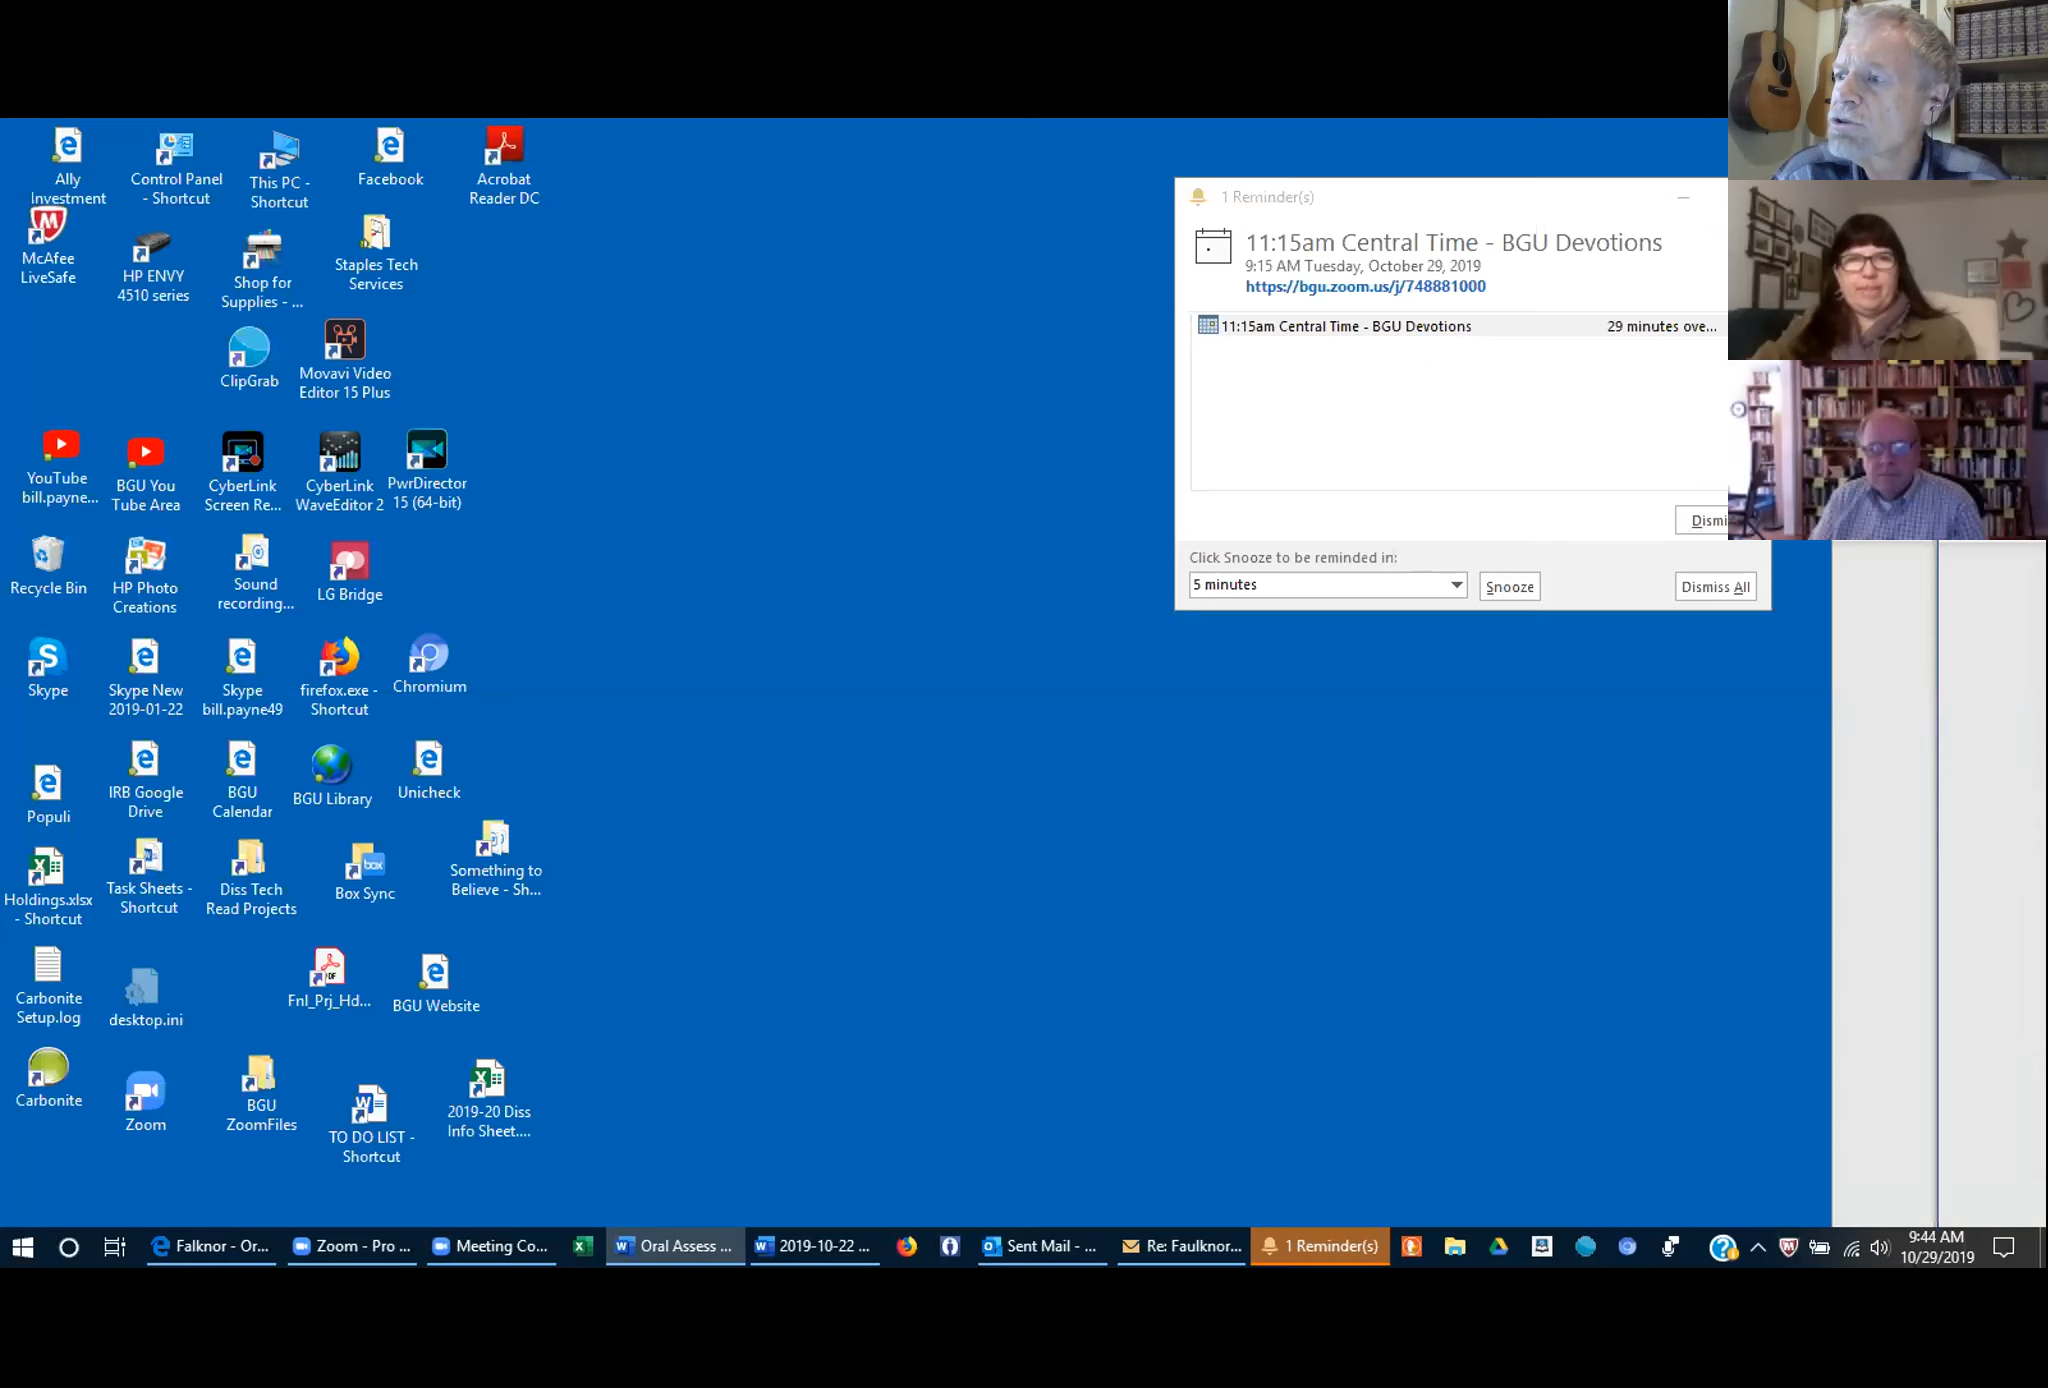 Ally
Investment
Control Panel
- Shortcut
This PC -
Shortcut
Facebook
Acrobat
Reader DC
McAfee
LiveSafe
HP ENVY
4510 series
Shop for
Supplies - ...
Staples Tech
Services
ClipGrab
Movavi Video
Editor 15 Plus
YouTube
bill.payne...
BGU You
Tube Area
CyberLink
Screen Re...
CyberLink
WaveEditor 2
PwrDirector
15 (64-bit)
Recycle Bin
HP Photo
Creations
Sound
recording...
LG Bridge
Skype
Skype New
2019-01-22
Skype
bill.payne49
firefox.exe -
Shortcut
Chromium
Populi
IRB Google
Drive
BGU
Calendar
BGU Library
Unicheck
Holdings.xlsx
- Shortcut
Task Sheets -
Shortcut
Diss Tech
Read Projects
box
Box Sync
Something to
Believe - Sh...
Carbonite
Setup.log
desktop.ini
Fnl_Prj_Hd...
BGU Website
Carbonite
Zoom
BGU
ZoomFiles
TO DO LIST -
Shortcut
2019-20 Diss
Info Sheet....
1 Reminder(s)
11:15am Central Time - BGU Devotions
9:15 AM Tuesday, October 29, 2019
https://bgu.zoom.us/j/748881000
11:15am Central Time - BGU Devotions 29 minutes ove...
Dismi
Click Snooze to be reminded in:
5 minutes Snooze Dismiss All
Falknor - Or... Zoom - Pro ... Meeting Co... Oral Assess ... 2019-10-22 ... Sent Mail - ... Re: Faulknor... 1 Reminder(s)
9:44 AM
10/29/2019